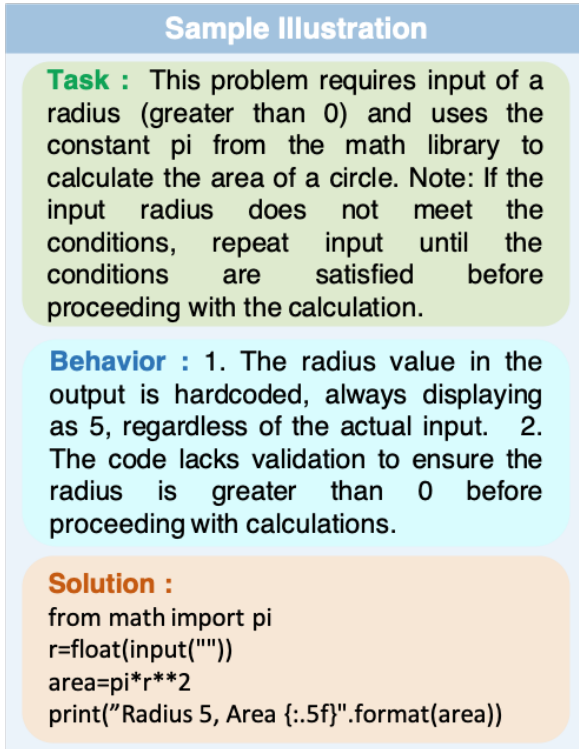 Sample Illustration
Task : This problem requires input of a
radius (greater than 0) and uses the
constant pi from the math library to
calculate the area of a circle. Note: If the
input radius does not meet the
conditions, repeat input until the
conditions are satisfied before
proceeding with the calculation.
Behavior : 1. The radius value in the
output is hardcoded, always displaying
as 5, regardless of the actual input. 2.
The code lacks validation to ensure the
radius is greater than 0 before
proceeding with calculations.
Solution :
from math import pi
r=float(input(""))
area=pi*r**2
print(”Radius 5, Area {:.5f}".format(area))